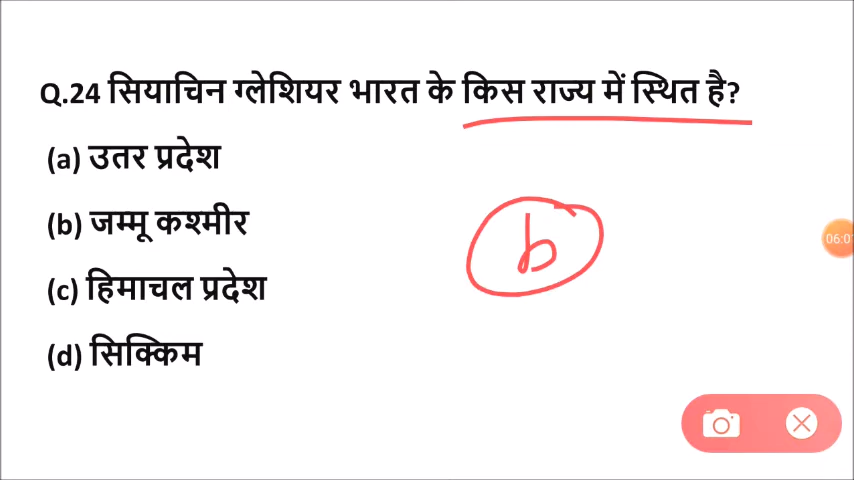 Q.24 सियाचिन ग्लेशियर भारत के किस राज्य में स्थित है?
(a) उतर प्रदेश
(b) जम्मू कश्मीर
b
(c) हिमाचल प्रदेश
(d) सिक्किम